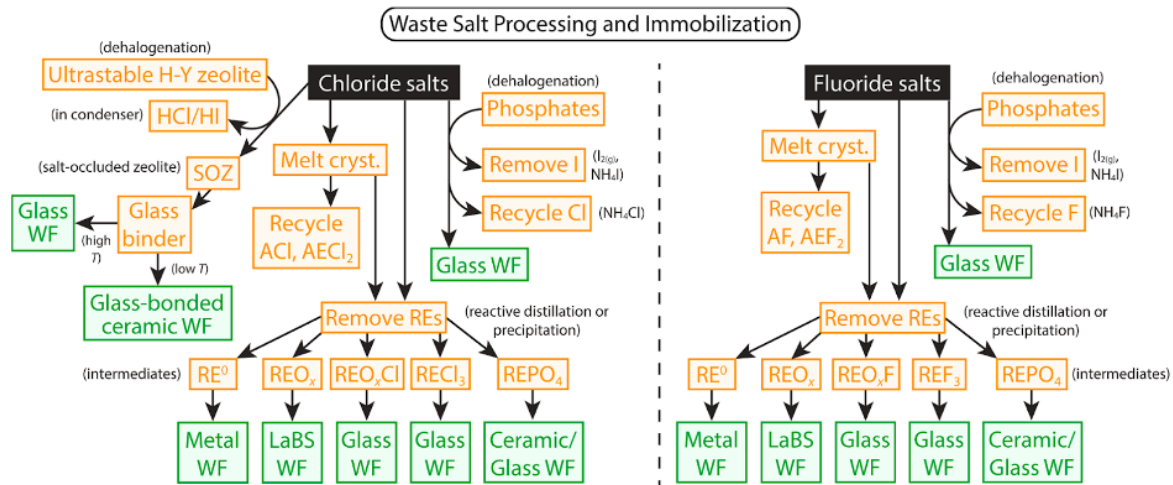 Waste Salt Processing and Immobilization
(dehalogenation)
Ultrastable H-Y zeolite
(in condenser)
HCl/HI
(salt-occluded zeolite)
SOZ
Glass
WF
(high
T)
Glass
binder
(low T)
Glass-bonded
ceramic WF
Chloride salts
Melt cryst.
Recycle
ACl, AECl₂
(dehalogenation)
Phosphates
Remove I
(I₂₍g₎,
NH₄I)
Recycle Cl
(NH₄Cl)
Glass WF
Remove REs
(reactive distillation or
precipitation)
(intermediates)
RE⁰
REOₓ
REOₓCl
RECl₃
REPO₄
Metal
WF
LaBS
WF
Glass
WF
Glass
WF
Ceramic/
Glass WF
Fluoride salts
Melt cryst.
Recycle
AF, AEF₂
(dehalogenation)
Phosphates
Remove I
(I₂₍g₎,
NH₄I)
Recycle F
(NH₄F)
Glass WF
Remove REs
(reactive distillation or
precipitation)
RE⁰
REOₓ
REOₓF
REF₃
REPO₄
(intermediates)
Metal
WF
LaBS
WF
Glass
WF
Glass
WF
Ceramic/
Glass WF